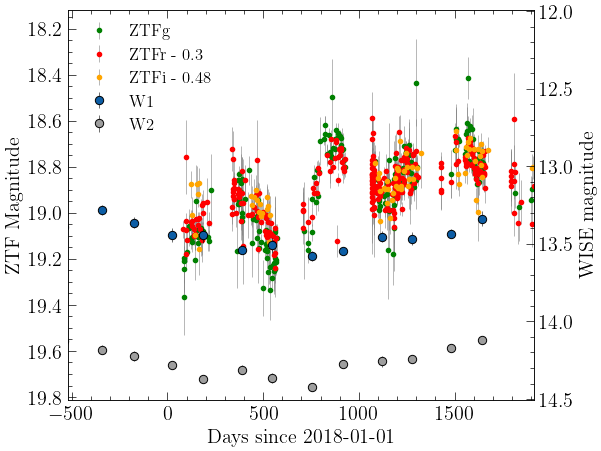 ZTFg
ZTFr - 0.3
ZTFi - 0.48
W1
W2
ZTF Magnitude
18.2
18.4
18.6
18.8
19.0
19.2
19.4
19.6
19.8
WISE magnitude
12.0
12.5
13.0
13.5
14.0
14.5
−500
0
500
1000
1500
Days since 2018-01-01